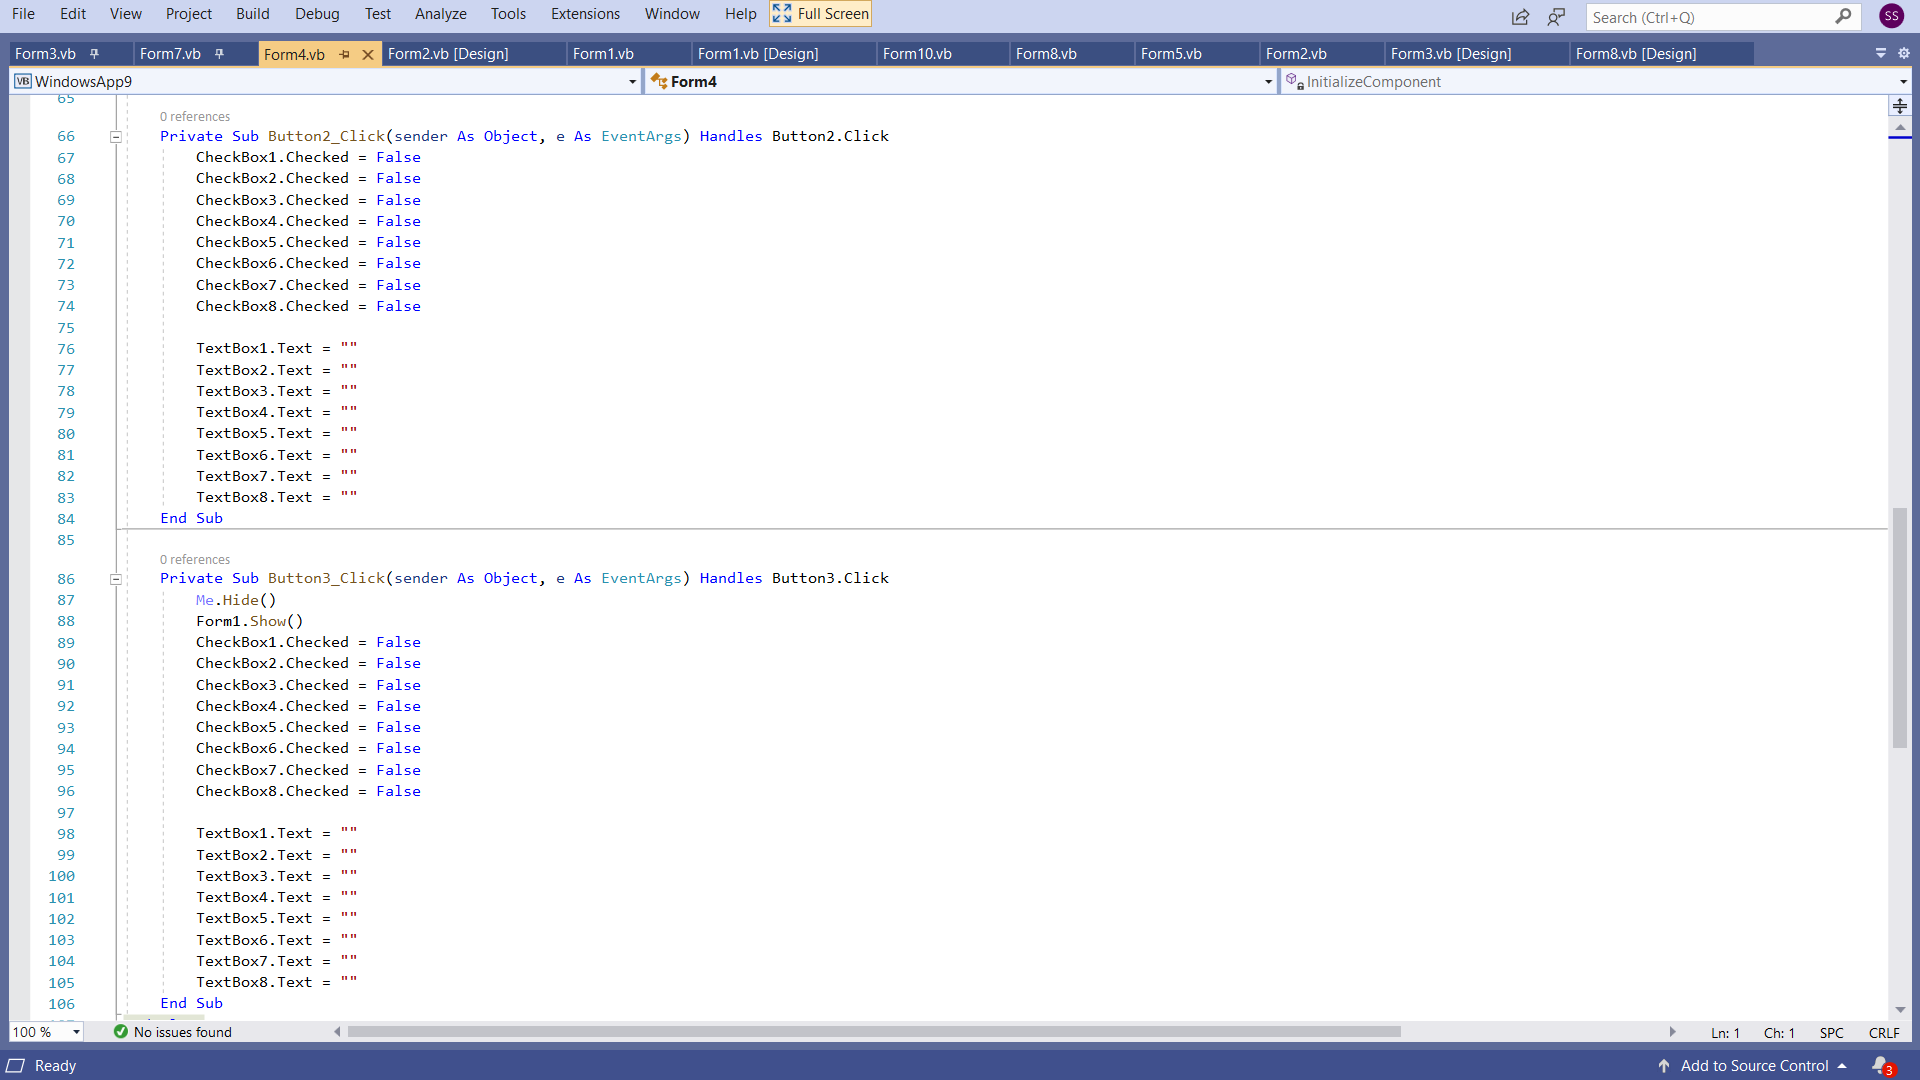 File Edit View Project Build Debug Test Analyze Tools Extensions Window Help Full Screen Search (Ctrl+Q) SS
Form3.vb Form7.vb Form4.vb Form2.vb [Design] Form1.vb Form1.vb [Design] Form10.vb Form8.vb Form5.vb Form2.vb Form3.vb [Design] Form8.vb [Design]
VB WindowsApp9 Form4 InitializeComponent
65
0 references
66 Private Sub Button2_Click(sender As Object, e As EventArgs) Handles Button2.Click
67 CheckBox1.Checked = False
68 CheckBox2.Checked = False
69 CheckBox3.Checked = False
70 CheckBox4.Checked = False
71 CheckBox5.Checked = False
72 CheckBox6.Checked = False
73 CheckBox7.Checked = False
74 CheckBox8.Checked = False
75
76 TextBox1.Text = ""
77 TextBox2.Text = ""
78 TextBox3.Text = ""
79 TextBox4.Text = ""
80 TextBox5.Text = ""
81 TextBox6.Text = ""
82 TextBox7.Text = ""
83 TextBox8.Text = ""
84 End Sub
85
0 references
86 Private Sub Button3_Click(sender As Object, e As EventArgs) Handles Button3.Click
87 Me.Hide()
88 Form1.Show()
89 CheckBox1.Checked = False
90 CheckBox2.Checked = False
91 CheckBox3.Checked = False
92 CheckBox4.Checked = False
93 CheckBox5.Checked = False
94 CheckBox6.Checked = False
95 CheckBox7.Checked = False
96 CheckBox8.Checked = False
97
98 TextBox1.Text = ""
99 TextBox2.Text = ""
100 TextBox3.Text = ""
101 TextBox4.Text = ""
102 TextBox5.Text = ""
103 TextBox6.Text = ""
104 TextBox7.Text = ""
105 TextBox8.Text = ""
106 End Sub
100 % No issues found Ln: 1 Ch: 1 SPC CRLF
Ready Add to Source Control 3